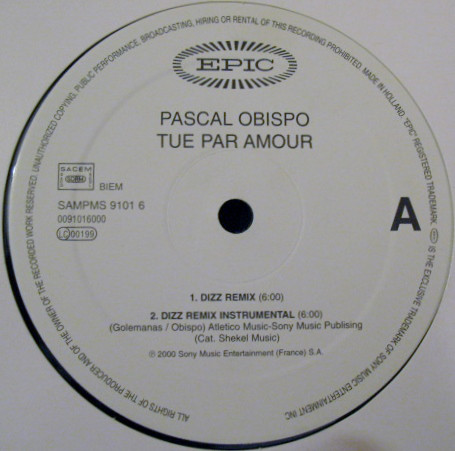 ALL RIGHTS OF THE PRODUCER AND OF THE OWNER OF THE RECORDED WORK RESERVED. UNAUTHORIZED COPYING, PUBLIC PERFORMANCE, BROADCASTING, HIRING OR RENTAL OF THIS RECORDING PROHIBITED. MADE IN HOLLAND. "EPIC" REGISTERED TRADEMARK. IS THE EXCLUSIVE TRADEMARK OF SONY MUSIC ENTERTAINMENT INC
EPIC
PASCAL OBISPO
TUE PAR AMOUR
SACEM
BIEM
SAMPMS 9101 6
0091016000
LC 00199
A
1. DIZZ REMIX (6:00)
2. DIZZ REMIX INSTRUMENTAL (6:00)
(Golemanas / Obispo) Atletico Music-Sony Music Publising
(Cat. Shekel Music)
℗ 2000 Sony Music Entertainment (France) S.A.